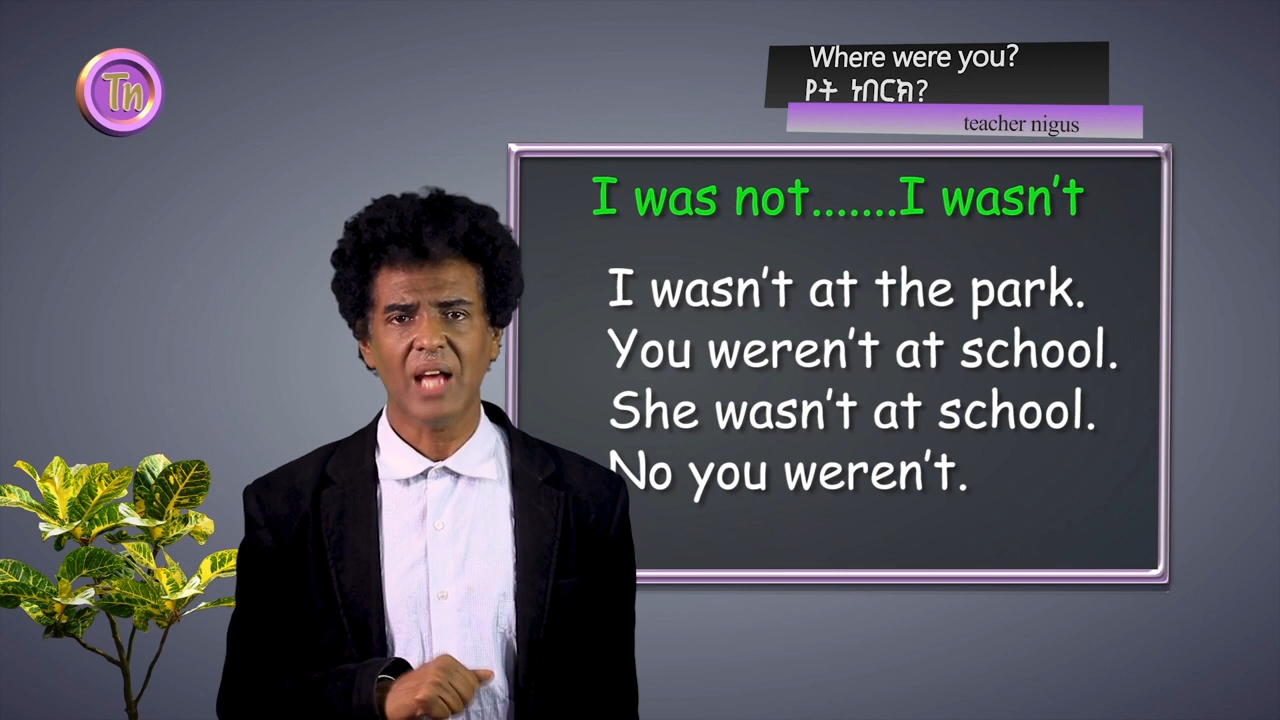 Tn
Where were you?
የት ነበርክ?
teacher nigus
I was not.......I wasn't
I wasn't at the park.
You weren't at school.
She wasn't at school.
No you weren't.